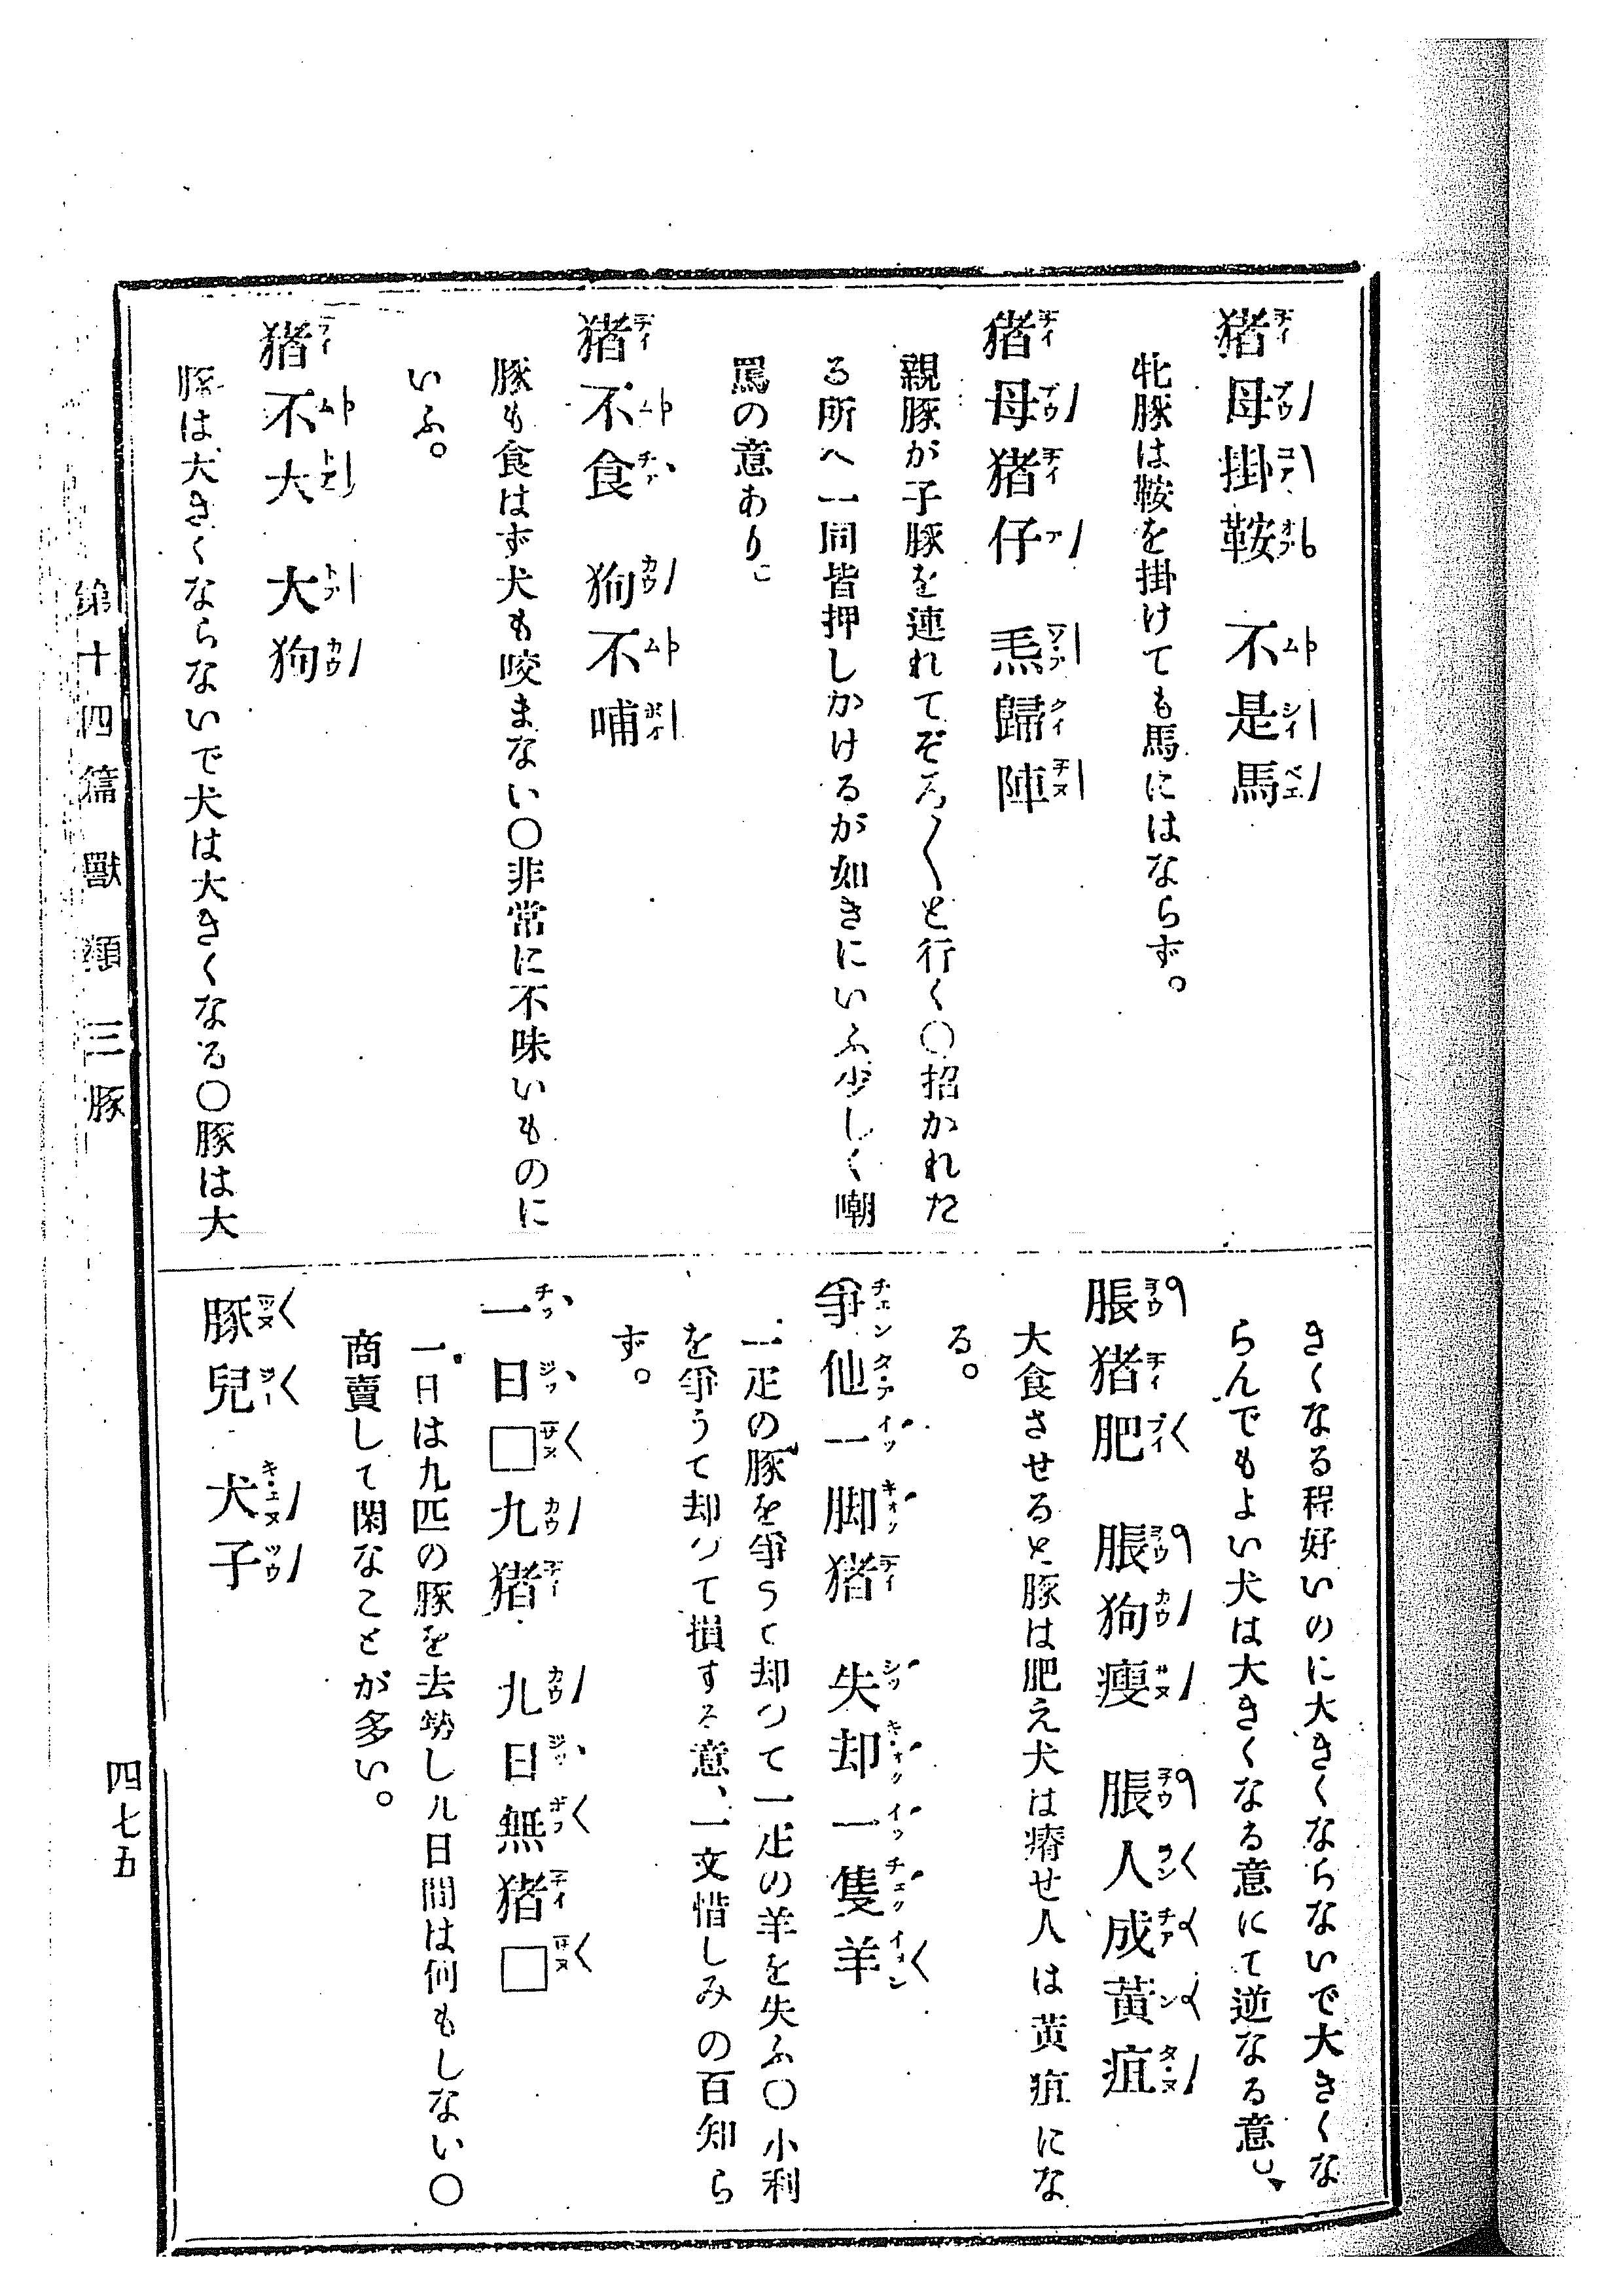 猪母掛鞍　不是馬
牝豚は鞍を掛けても馬にはならず。
猪母猪仔　焘歸陣
親豚が子豚を連れてぞろ〱と行く〇招かれた
る所へ一同皆押しかけるが如きにいふ少しく嘲
罵の意あり。
猪不食　狗不哺
豚も食はず犬も咬まない〇非常に不味いものに
いふ。
猪不大　大狗
豚は大きくならないで犬は大きくなる〇豚は大
きくなる程好いのに大きくならないで大きくな
らんでもよい犬は大きくなる意にて逆なる意。
脹猪肥　脹狗瘦　脹人成黃疸
大食させると豚は肥え犬は瘠せ人は黄疸にな
る。
爭仙一脚猪　失却一隻羊
一疋の豚を爭うて却つて一疋の羊を失ふ〇小利
を爭うて却つて損する意、一文惜しみの百知ら
ず。
一日□九猪　九日無猪□
一日は九匹の豚を去勢し九日間は何もしない〇
商賣して閑なことが多い。
豚兒犬子
第十四篇　獸類　三　豚
四七五